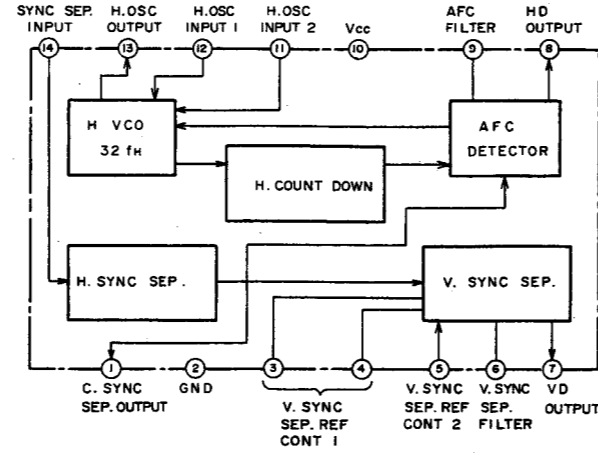 SYNC SEP.
INPUT
H.OSC
OUTPUT
H.OSC
INPUT 1
H.OSC
INPUT 2
Vcc
AFC
FILTER
HD
OUTPUT
14
13
12
11
10
9
8
H VCO
32 fH
AFC
DETECTOR
H. COUNT DOWN
H. SYNC SEP.
V. SYNC SEP.
1
2
3
4
5
6
7
C. SYNC
SEP. OUTPUT
GND
V. SYNC
SEP. REF
CONT 1
V. SYNC
SEP. REF
CONT 2
V. SYNC
SEP.
FILTER
VD
OUTPUT